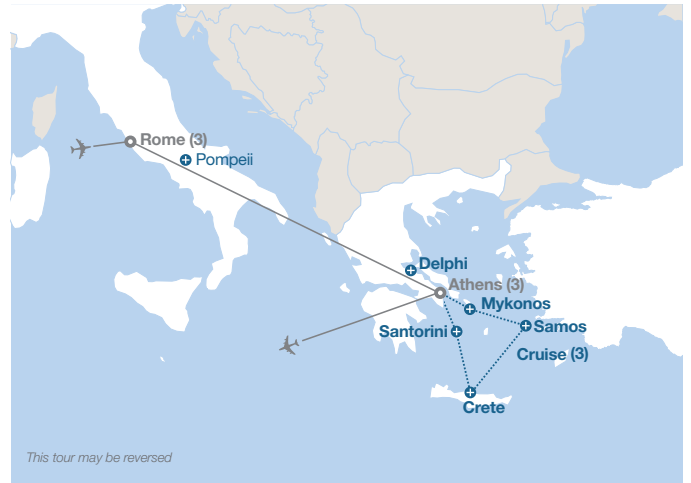 Rome (3)
Pompeii
Delphi
Athens (3)
Mykonos
Santorini
Samos
Cruise (3)
Crete
This tour may be reversed